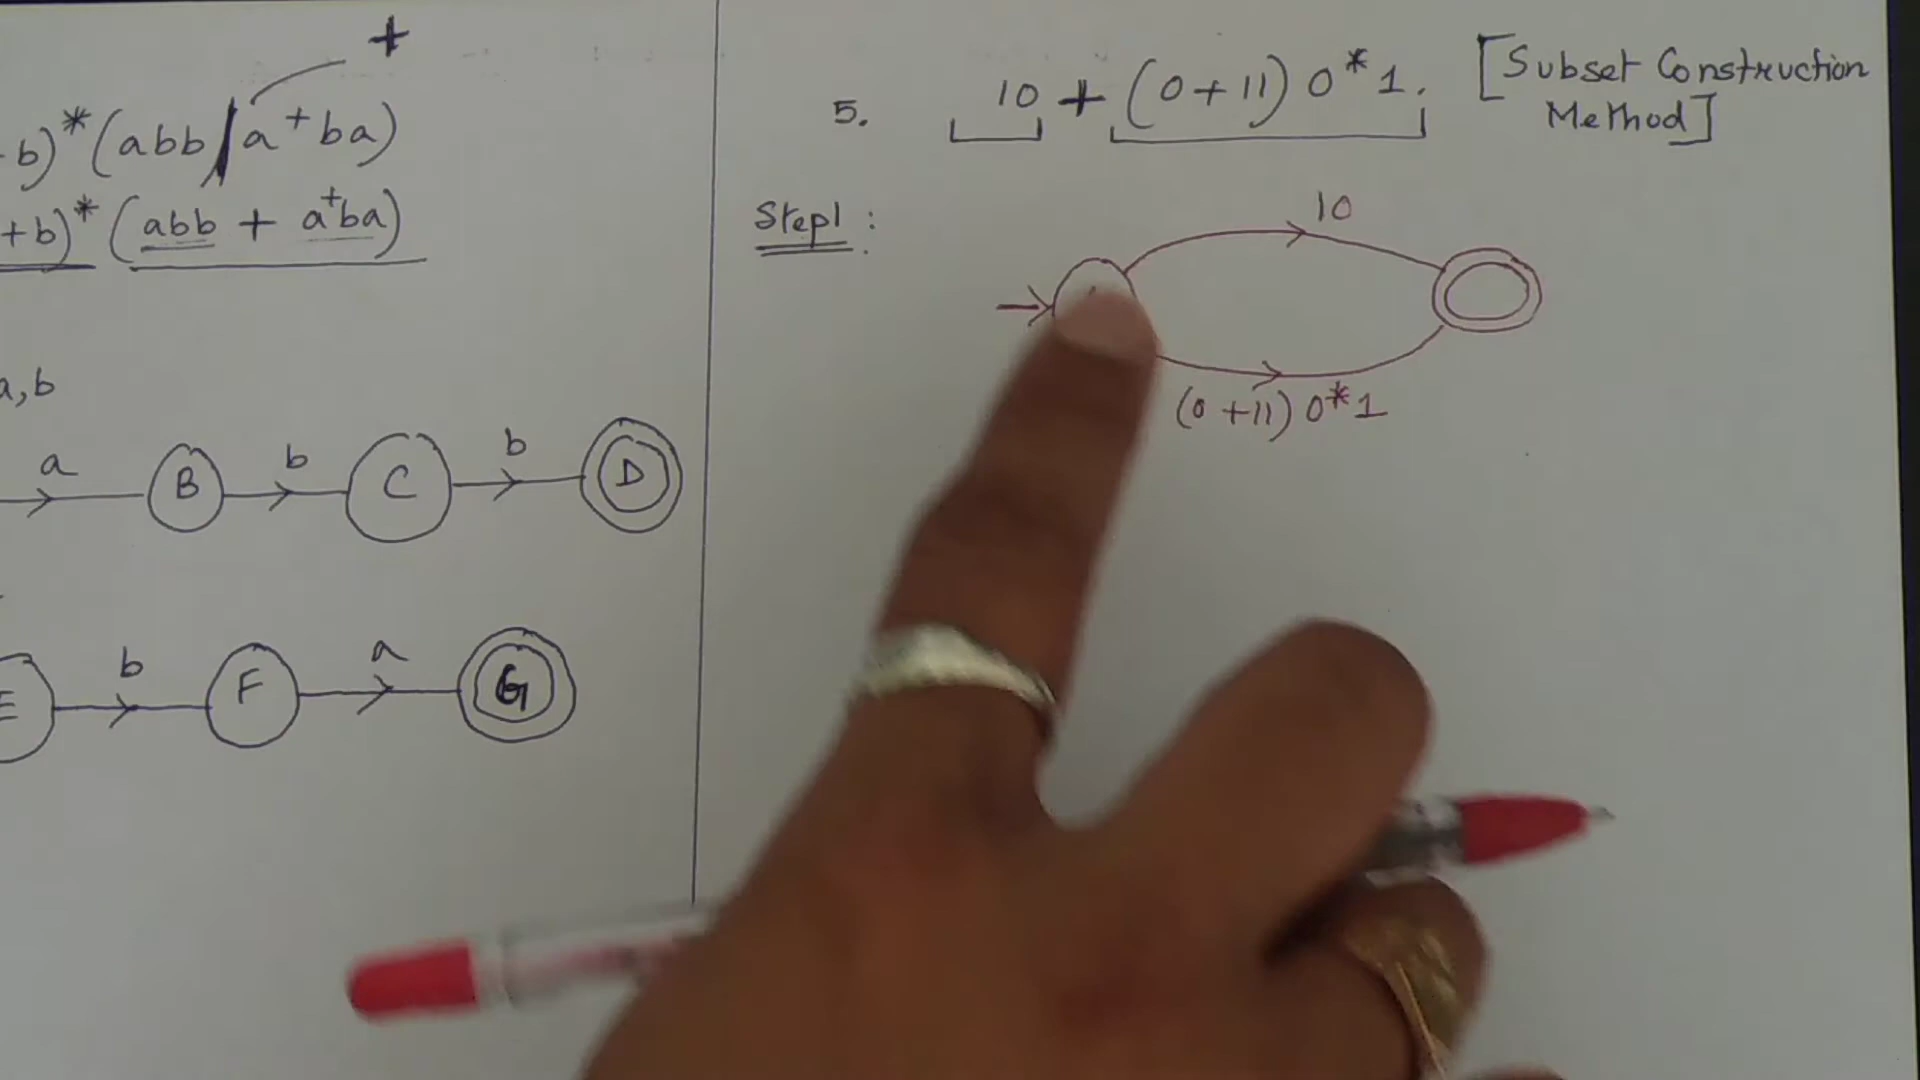 +
b)*(abb/a⁺ba)
+b)*(abb + a⁺ba)
a,b
a b b
B C D
b a
E F G
5. 10 + (0+11) 0*1. [Subset Construction
Method]
Step1 :
10
(0+11) 0*1